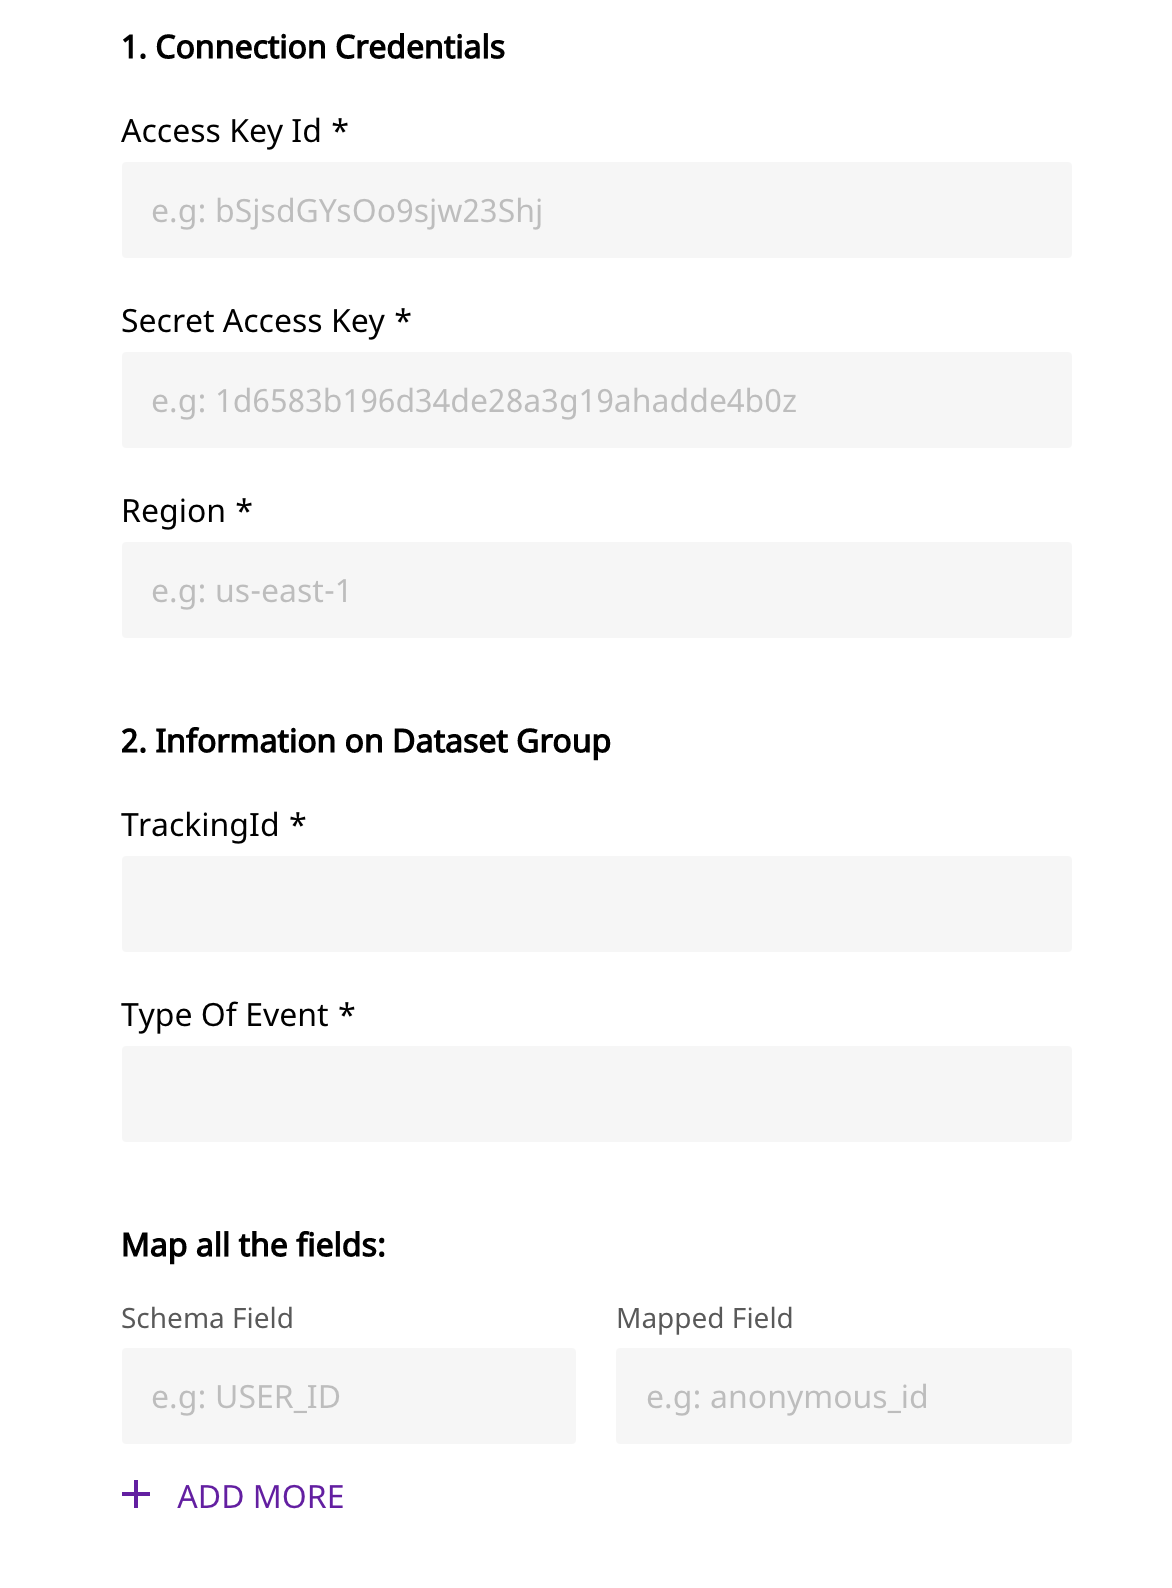 1. Connection Credentials
Access Key Id *
e.g: bSjsdGYsOo9sjw23Shj
Secret Access Key *
e.g: 1d6583b196d34de28a3g19ahadde4b0z
Region *
e.g: us-east-1
2. Information on Dataset Group
TrackingId *
Type Of Event *
Map all the fields:
Schema Field
Mapped Field
e.g: USER_ID
e.g: anonymous_id
+ ADD MORE